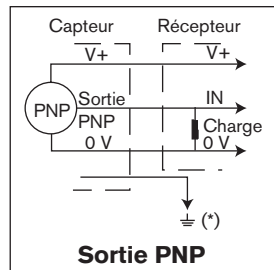 Capteur Récepteur
V+ V+
PNP Sortie IN
PNP Charge
0 V 0 V
(*)
Sortie PNP